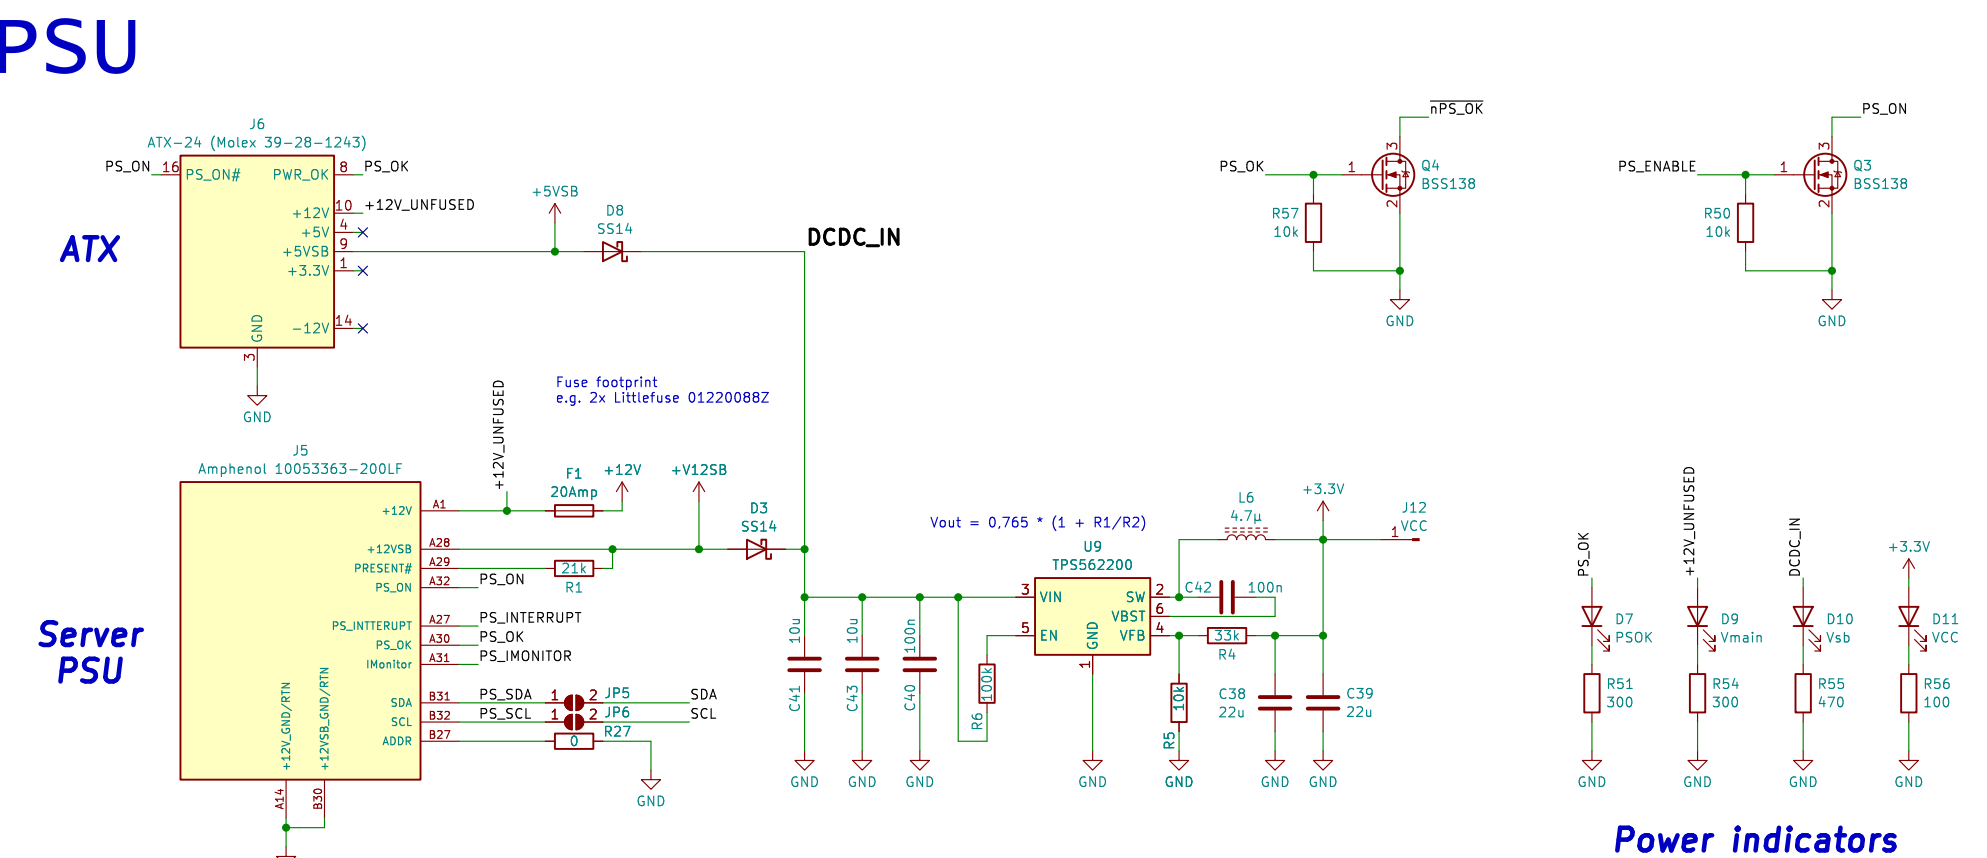 PSU
J6
ATX-24 (Molex 39-28-1243)
PS_ON
16
PS_ON#
PWR_OK
8
PS_OK
+12V
10
+12V_UNFUSED
+5V
4
+5VSB
9
+3.3V
1
-12V
14
GND
3
GND
ATX
+5VSB
D8
SS14
DCDC_IN
nPS_OK
PS_OK
1
3
2
Q4
BSS138
R57
10k
GND
PS_ON
PS_ENABLE
1
3
2
Q3
BSS138
R50
10k
GND
Fuse footprint
e.g. 2x Littlefuse 01220088Z
+12V_UNFUSED
J5
Amphenol 10053363-200LF
F1
20Amp
+12V
+V12SB
D3
SS14
+12V
A1
+12VSB
A28
PRESENT#
A29
21k
R1
PS_ON
A32
PS_ON
PS_INTTERUPT
A27
PS_INTERRUPT
PS_OK
A30
PS_OK
IMonitor
A31
PS_IMONITOR
SDA
B31
PS_SDA
1
2
JP5
SDA
SCL
B32
PS_SCL
1
2
JP6
SCL
ADDR
B27
0
R27
GND
+12V_GND/RTN
+12VSB_GND/RTN
A14
B30
Server
PSU
Vout = 0,765 * (1 + R1/R2)
U9
TPS562200
3
VIN
SW
2
VBST
6
5
EN
VFB
4
GND
1
GND
10u
C41
GND
10u
C43
GND
100n
C40
GND
100k
R6
L6
4.7µ
+3.3V
J12
VCC
1
C42
100n
33k
R4
10k
R5
GND
C38
22u
GND
C39
22u
GND
PS_OK
D7
PSOK
R51
300
GND
+12V_UNFUSED
D9
Vmain
R54
300
GND
DCDC_IN
D10
Vsb
R55
470
GND
+3.3V
D11
VCC
R56
100
GND
Power indicators